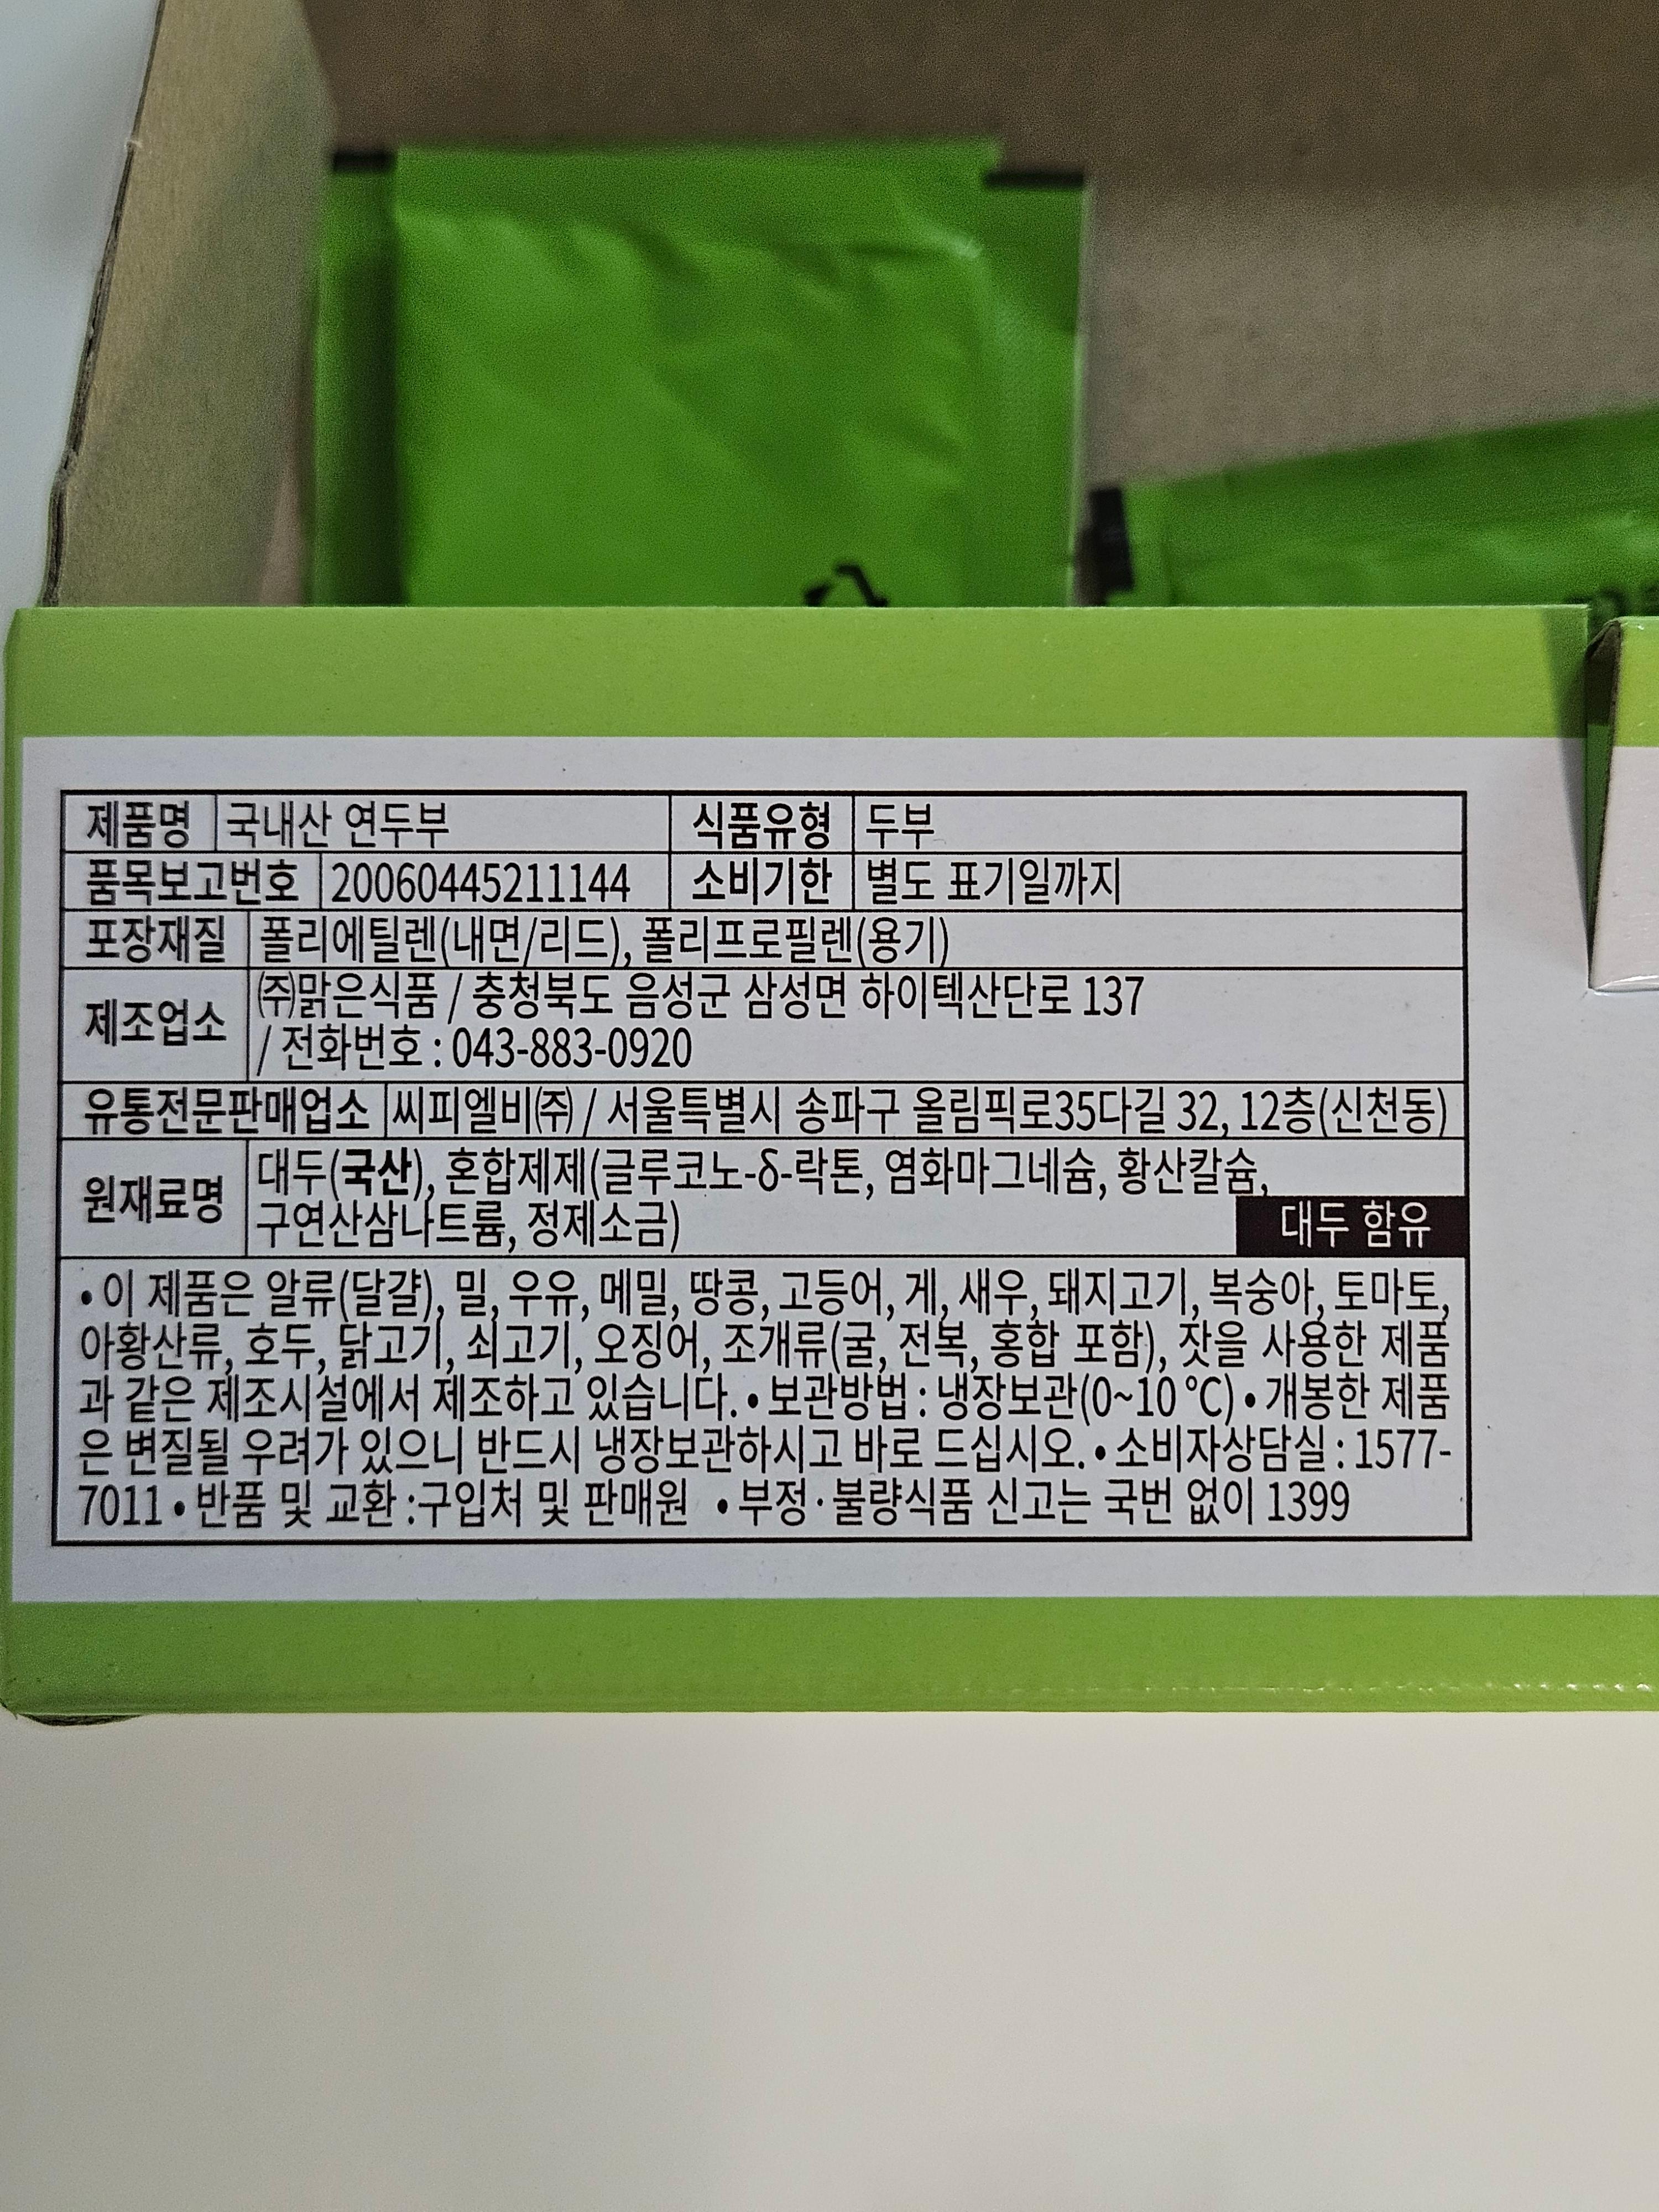 제품명 국내산 연두부 식품유형 두부
품목보고번호 20060445211144 소비기한 별도 표기일까지
포장재질 폴리에틸렌(내면/리드), 폴리프로필렌(용기)
제조업소 ㈜맑은식품 / 충청북도 음성군 삼성면 하이텍산단로 137
/ 전화번호 : 043-883-0920
유통전문판매업소 씨피엘비㈜ / 서울특별시 송파구 올림픽로35다길 32, 12층(신천동)
원재료명 대두(국산), 혼합제제(글루코노-δ-락톤, 염화마그네슘, 황산칼슘,
구연산삼나트륨, 정제소금) 대두 함유
• 이 제품은 알류(달걀), 밀, 우유, 메밀, 땅콩, 고등어, 게, 새우, 돼지고기, 복숭아, 토마토,
아황산류, 호두, 닭고기, 쇠고기, 오징어, 조개류(굴, 전복, 홍합 포함), 잣을 사용한 제품
과 같은 제조시설에서 제조하고 있습니다. • 보관방법 : 냉장보관(0~10 ℃) • 개봉한 제품
은 변질될 우려가 있으니 반드시 냉장보관하시고 바로 드십시오. • 소비자상담실 : 1577-
7011 • 반품 및 교환 :구입처 및 판매원 • 부정 · 불량식품 신고는 국번 없이 1399